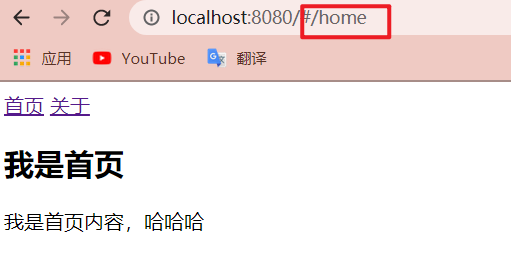 localhost:8080/#/home
应用 YouTube 翻译
首页 关于
我是首页
我是首页内容，哈哈哈